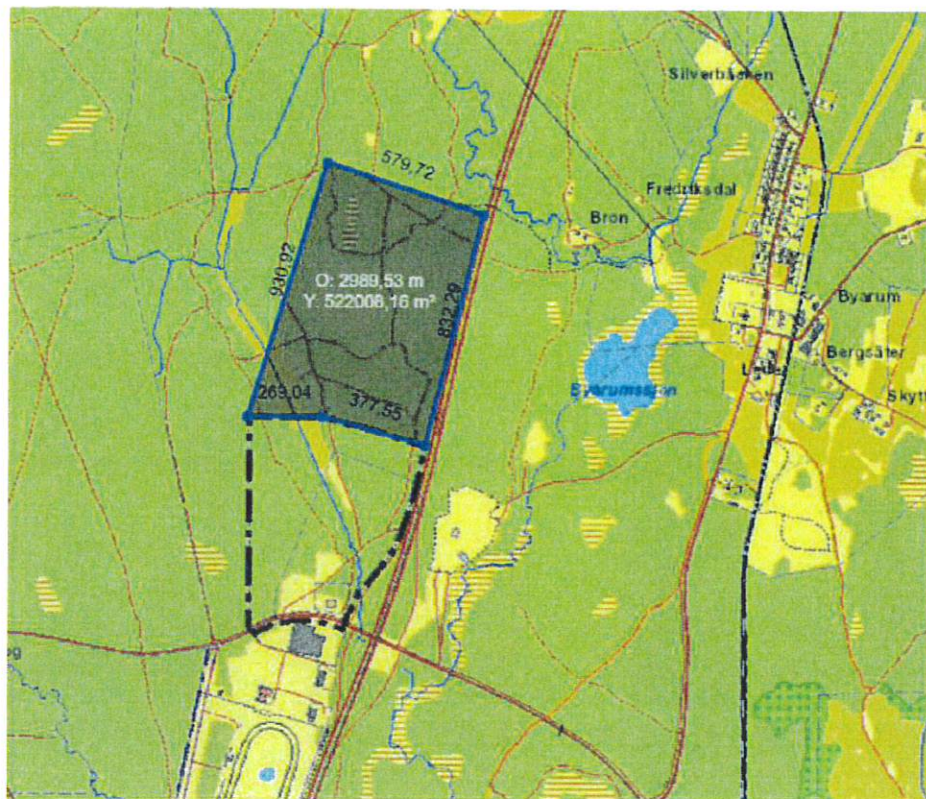 Silverbäcken
579,72
Fredriksdal
Bron
930,92
O: 2989,53 m
Y: 522008,16 m²
832,29
Byarum
Bergsäter
269,04
377,55
Byarumssjön
Skytt